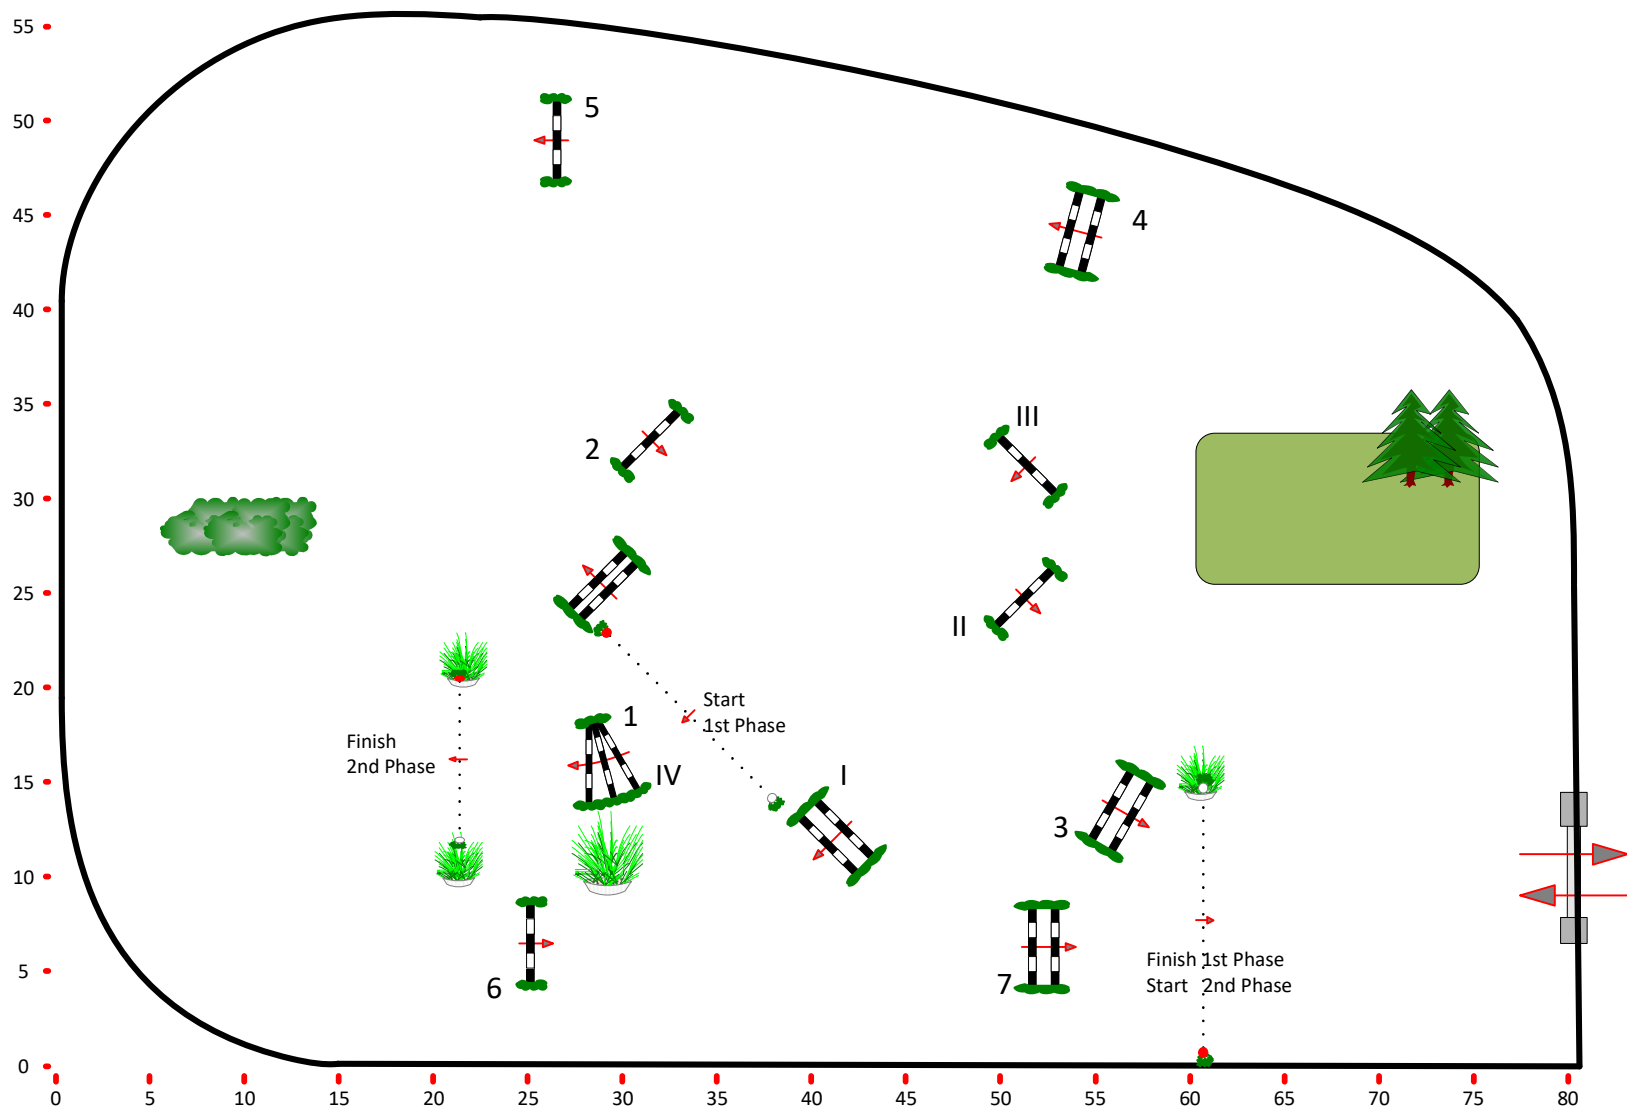 55
5
50
4
45
40
35
III
2
30
25
II
20
1
Start
1st Phase
Finish
2nd Phase
IV
I
15
3
10
5
Finish 1st Phase
Start 2nd Phase
6
7
0
0 5 10 15 20 25 30 35 40 45 50 55 60 65 70 75 80